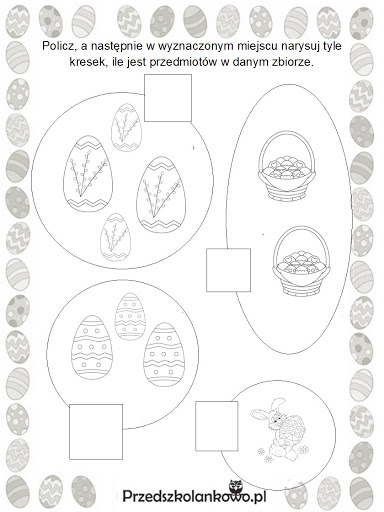 Policz, a następnie w wyznaczonym miejscu narysuj tyle
kresek, ile jest przedmiotów w danym zbiorze.
Przedszkolankowo.pl